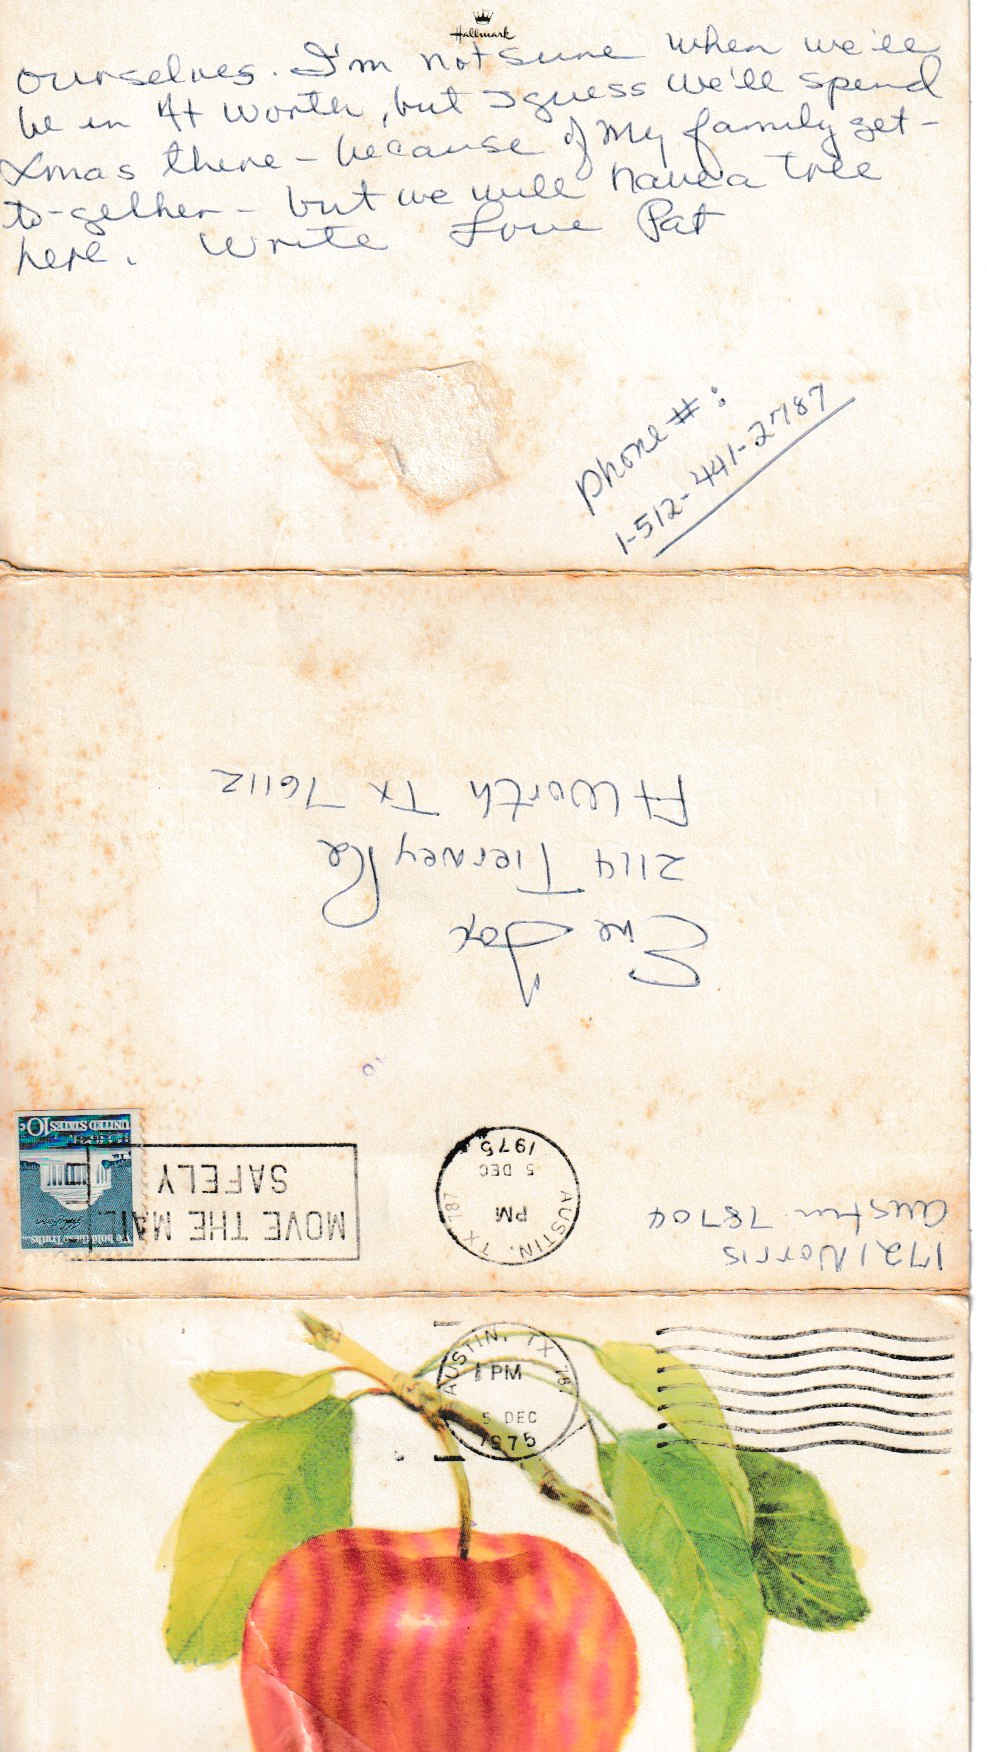 Hallmark
ourselves. I'm not sure when we'll
be in Ft Worth, but I guess we'll spend
Xmas there - because of my family get-
to-gether - but we will have a tree
here. Write Love Pat
phone #:
1-512-441-2787
1721 Norris
Austin 78704
AUSTIN, TX 787
PM
5 DEC
1975
MOVE THE MAIL
SAFELY
We hold these Truths...
UNITED STATES 10c
Eve Fox
2114 Tierney Rd
Ft Worth Tx 76112
AUSTIN, TX 787
PM
5 DEC
1975